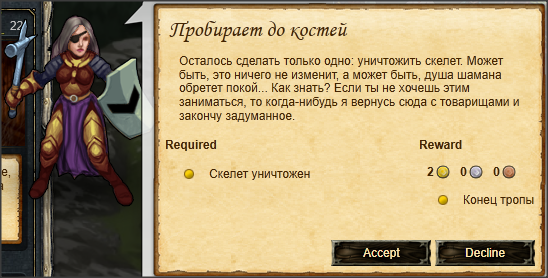 22
Пробирает до костей
Осталось сделать только одно: уничтожить скелет. Может
быть, это ничего не изменит, а может быть, душа шамана
обретет покой... Как знать? Если ты не хочешь этим
заниматься, то когда-нибудь я вернусь сюда с товарищами и
закончу задуманное.
Required Reward
Скелет уничтожен 2 0 0
Конец тропы
Accept Decline